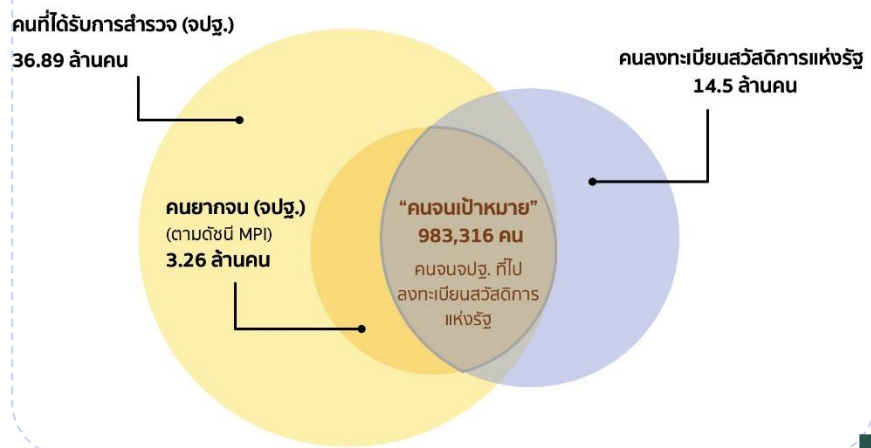 คนที่ได้รับการสำรวจ (จปฐ.)
36.89 ล้านคน
คนลงทะเบียนสวัสดิการแห่งรัฐ
14.5 ล้านคน
คนยากจน (จปฐ.)
(ตามดัชนี MPI)
3.26 ล้านคน
“คนจนเป้าหมาย”
983,316 คน
คนจนจปฐ. ที่ไป
ลงทะเบียนสวัสดิการ
แห่งรัฐ